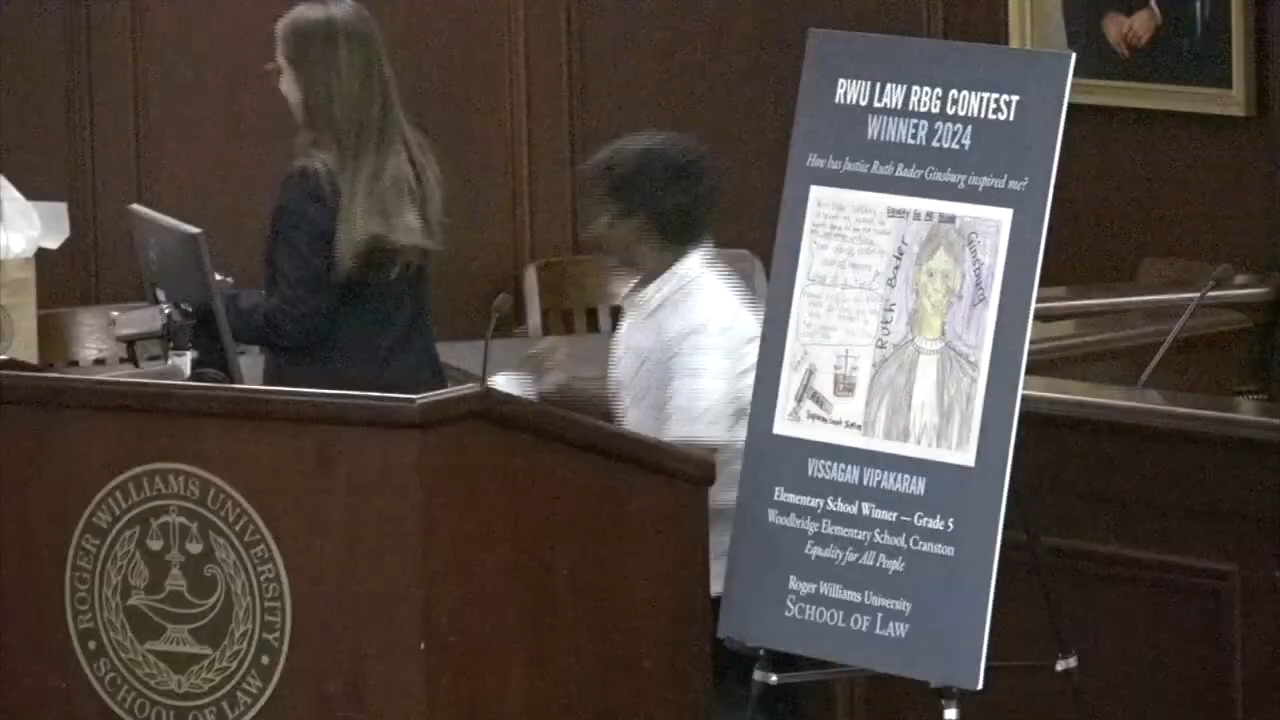 RWU LAW RBG CONTEST
WINNER 2024
How has Justice Ruth Bader Ginsburg inspired me?
Ruth Bader
Ginsburg
VISSAGAN VIPAKARAN
Elementary School Winner — Grade 5
Woodbridge Elementary School, Cranston
Equality for All People
Roger Williams University
SCHOOL OF LAW
ROGER WILLIAMS UNIVERSITY
SCHOOL OF LAW